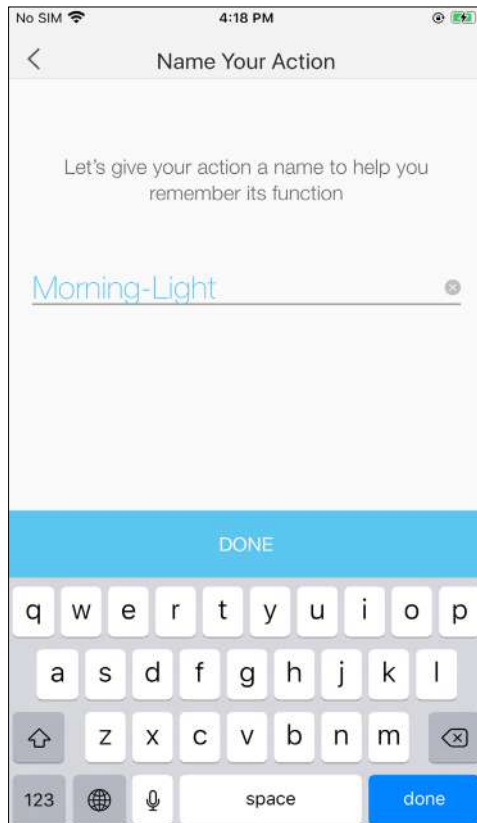 No SIM 4:18 PM
Name Your Action
Let's give your action a name to help you
remember its function
Morning-Light
DONE
q w e r t y u i o p
a s d f g h j k l
z x c v b n m
123 space done